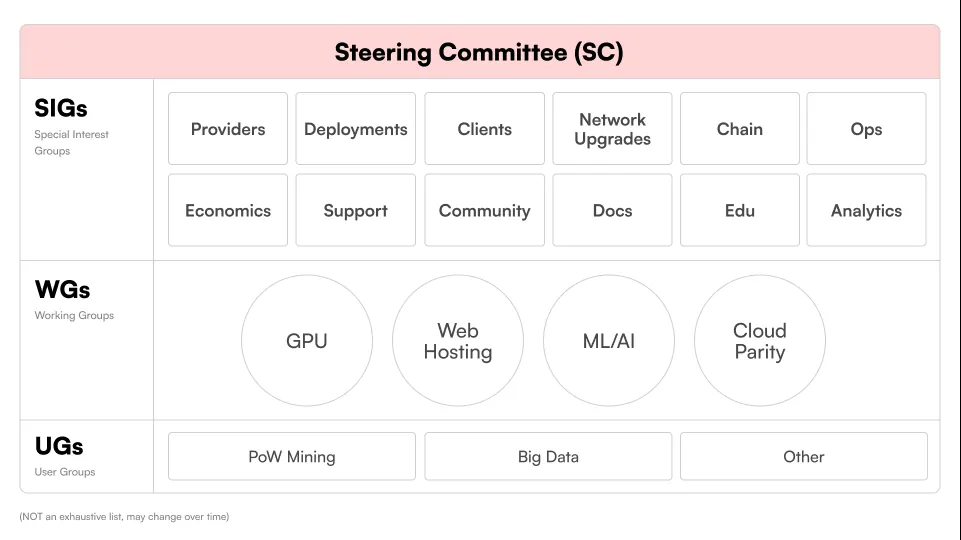 Steering Committee (SC)
SIGs
Special Interest
Groups
Providers
Deployments
Clients
Network
Upgrades
Chain
Ops
Economics
Support
Community
Docs
Edu
Analytics
WGs
Working Groups
GPU
Web
Hosting
ML/AI
Cloud
Parity
UGs
User Groups
PoW Mining
Big Data
Other
(NOT an exhaustive list, may change over time)